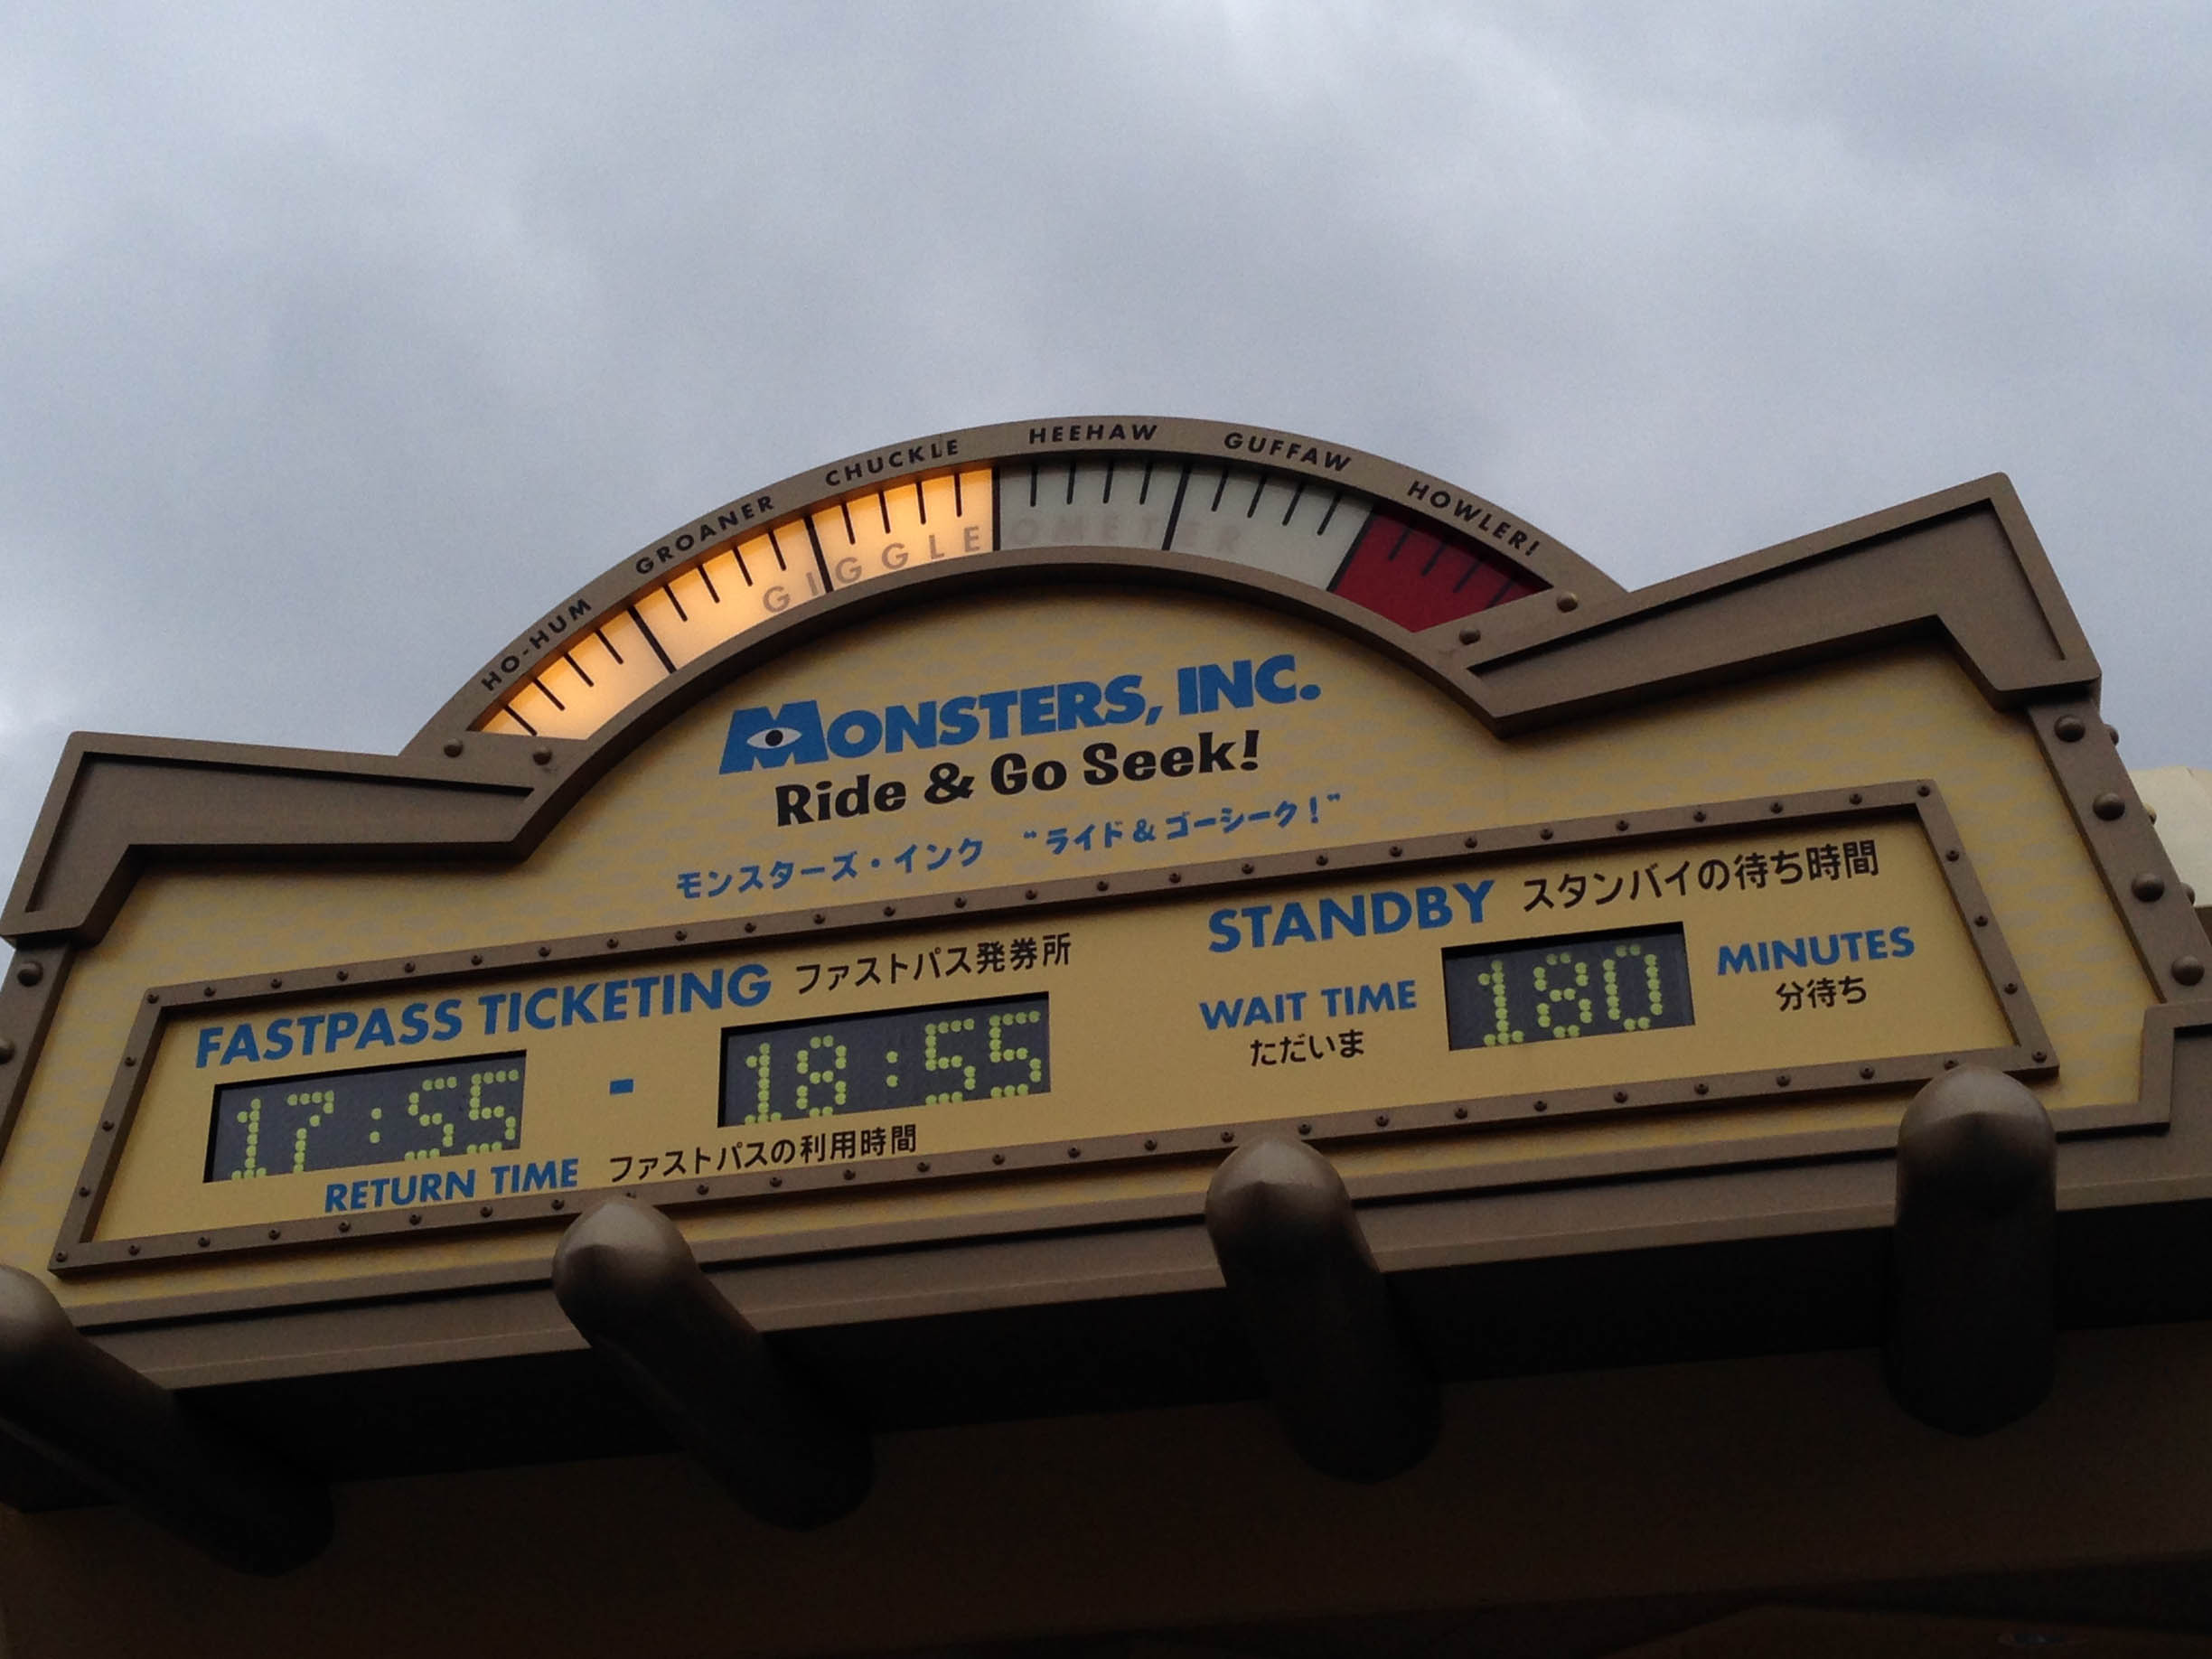 HO-HUM GROANER CHUCKLE HEEHAW GUFFAW HOWLER!
GIGGLE OMETER
MONSTERS, INC.
Ride & Go Seek!
モンスターズ・インク “ライド&ゴーシーク!”
FASTPASS TICKETING ファストパス発券所
17:55 - 18:55
RETURN TIME ファストパスの利用時間
STANDBY スタンバイの待ち時間
WAIT TIME 180 MINUTES
ただいま 分待ち